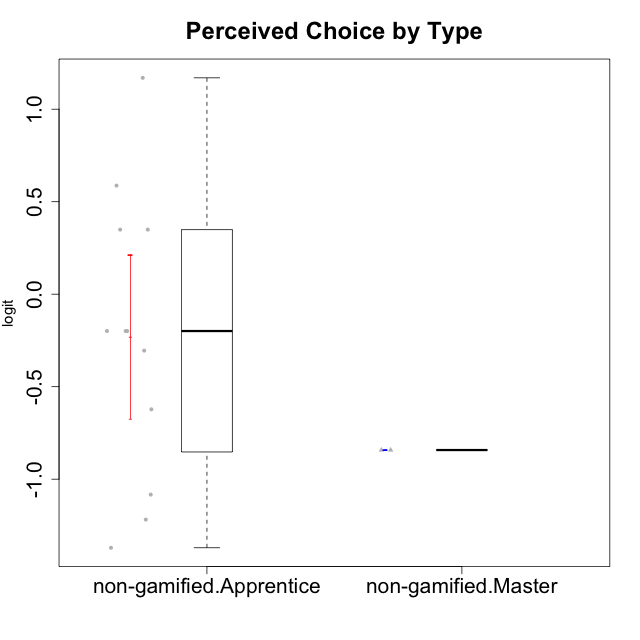 Perceived Choice by Type
logit
1.0
0.5
0.0
-0.5
-1.0
non-gamified.Apprentice
non-gamified.Master